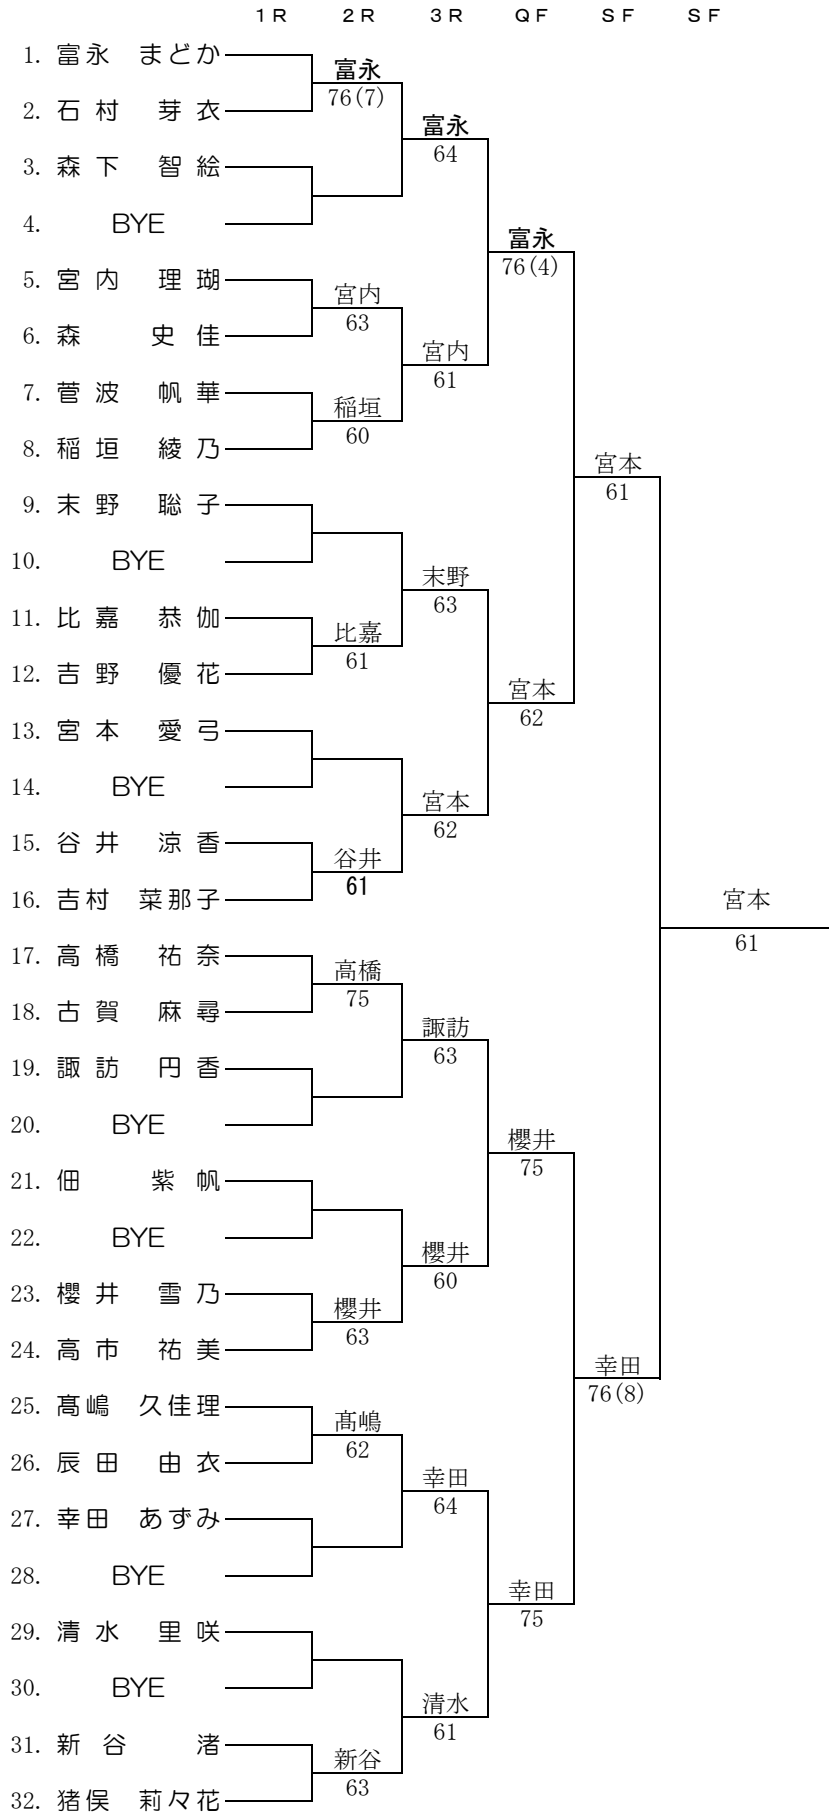 １Ｒ ２Ｒ ３Ｒ ＱＦ ＳＦ ＳＦ
1. 富永 まどか
富永
76(7)
2. 石村 芽衣
富永
64
3. 森下 智絵
4. BYE
富永
76(4)
5. 宮内 理瑚
宮内
63
6. 森 史佳
宮内
61
7. 菅波 帆華
稲垣
60
8. 稲垣 綾乃
宮本
61
9. 末野 聡子
10. BYE
末野
63
11. 比嘉 恭伽
比嘉
61
12. 吉野 優花
宮本
62
13. 宮本 愛弓
14. BYE
宮本
62
15. 谷井 涼香
谷井
61
16. 吉村 菜那子
宮本
61
17. 高橋 祐奈
高橋
75
18. 古賀 麻尋
諏訪
63
19. 諏訪 円香
20. BYE
櫻井
75
21. 佃 紫帆
22. BYE
櫻井
60
23. 櫻井 雪乃
櫻井
63
24. 高市 祐美
幸田
76(8)
25. 髙嶋 久佳理
髙嶋
62
26. 辰田 由衣
幸田
64
27. 幸田 あずみ
28. BYE
幸田
75
29. 清水 里咲
30. BYE
清水
61
31. 新谷 渚
新谷
63
32. 猪俣 莉々花